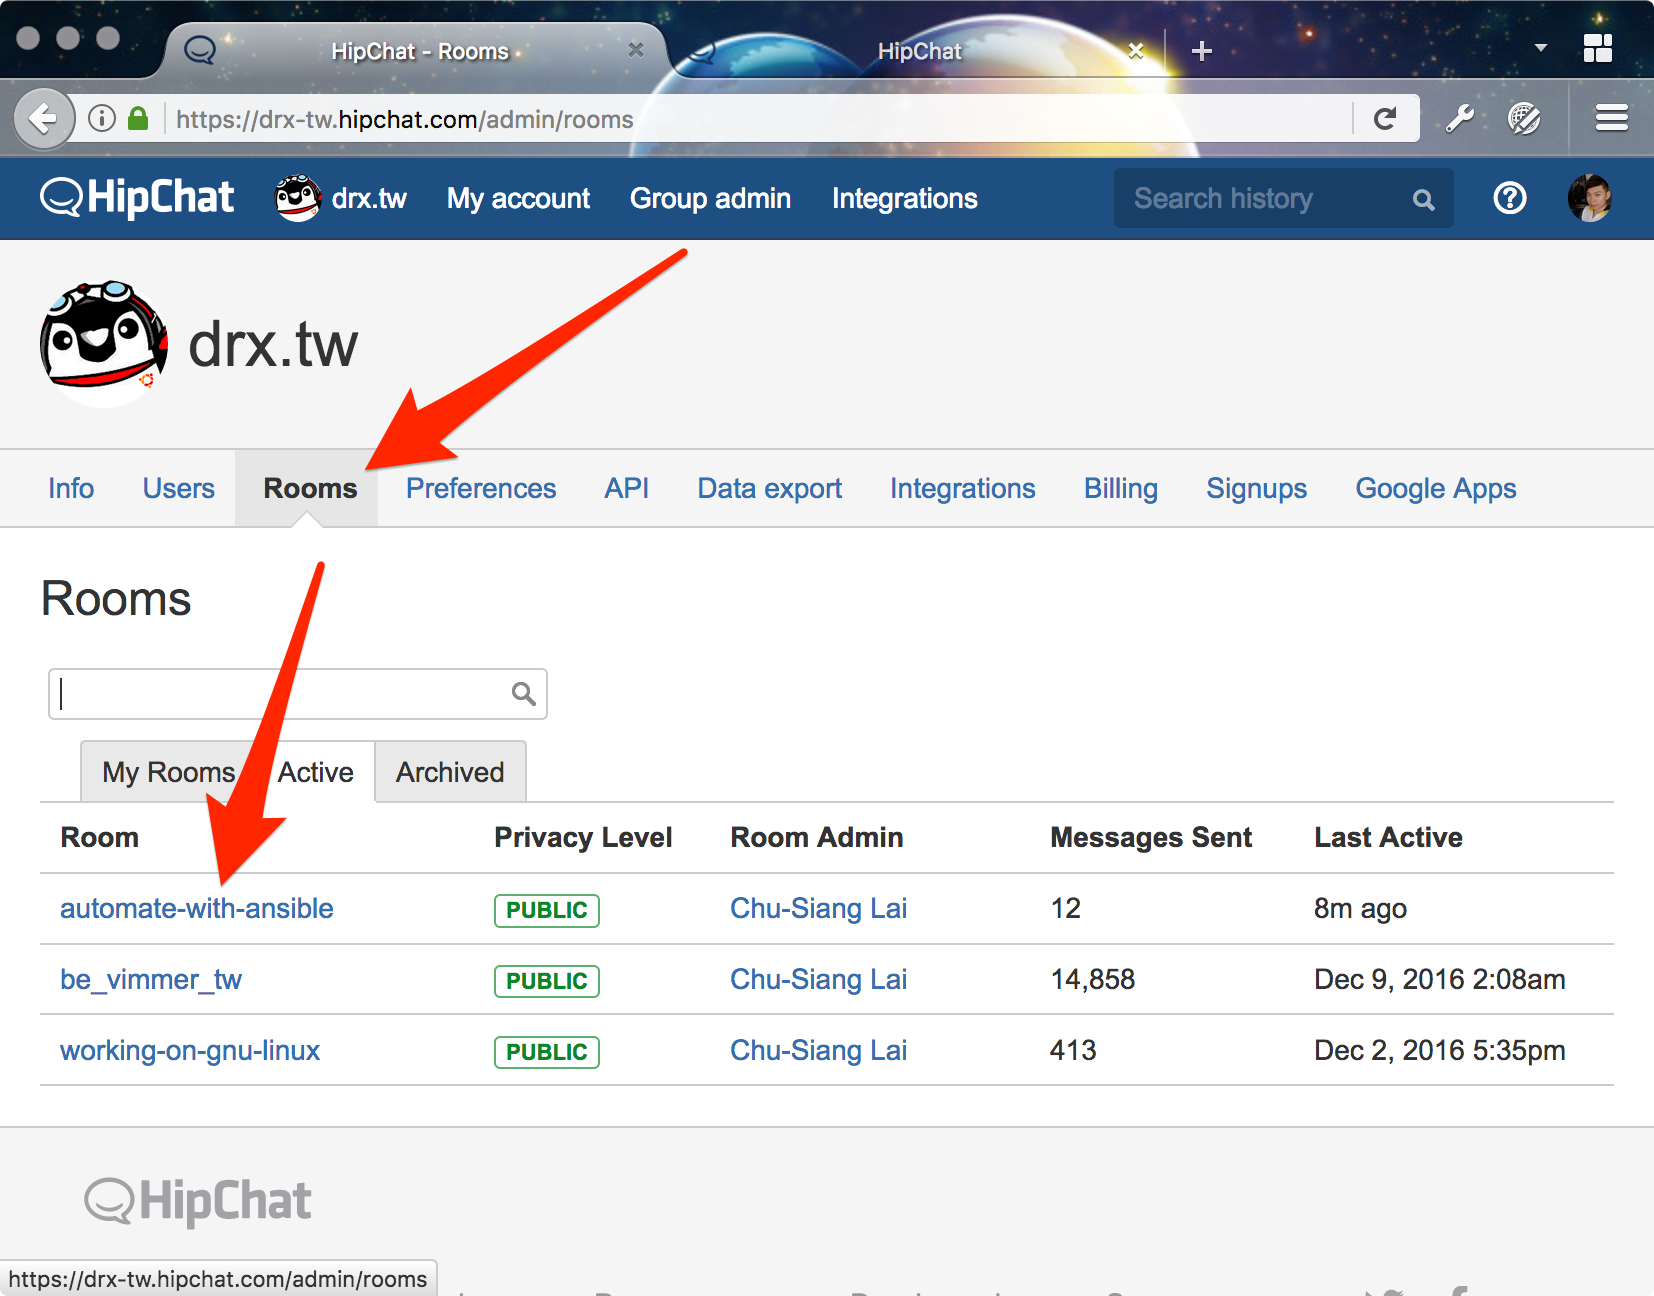 HipChat - Rooms
HipChat
https://drx-tw.hipchat.com/admin/rooms
HipChat drx.tw My account Group admin Integrations Search history
drx.tw
Info Users Rooms Preferences API Data export Integrations Billing Signups Google Apps
Rooms
My Rooms Active Archived
Room Privacy Level Room Admin Messages Sent Last Active
automate-with-ansible PUBLIC Chu-Siang Lai 12 8m ago
be_vimmer_tw PUBLIC Chu-Siang Lai 14,858 Dec 9, 2016 2:08am
working-on-gnu-linux PUBLIC Chu-Siang Lai 413 Dec 2, 2016 5:35pm
HipChat
https://drx-tw.hipchat.com/admin/rooms